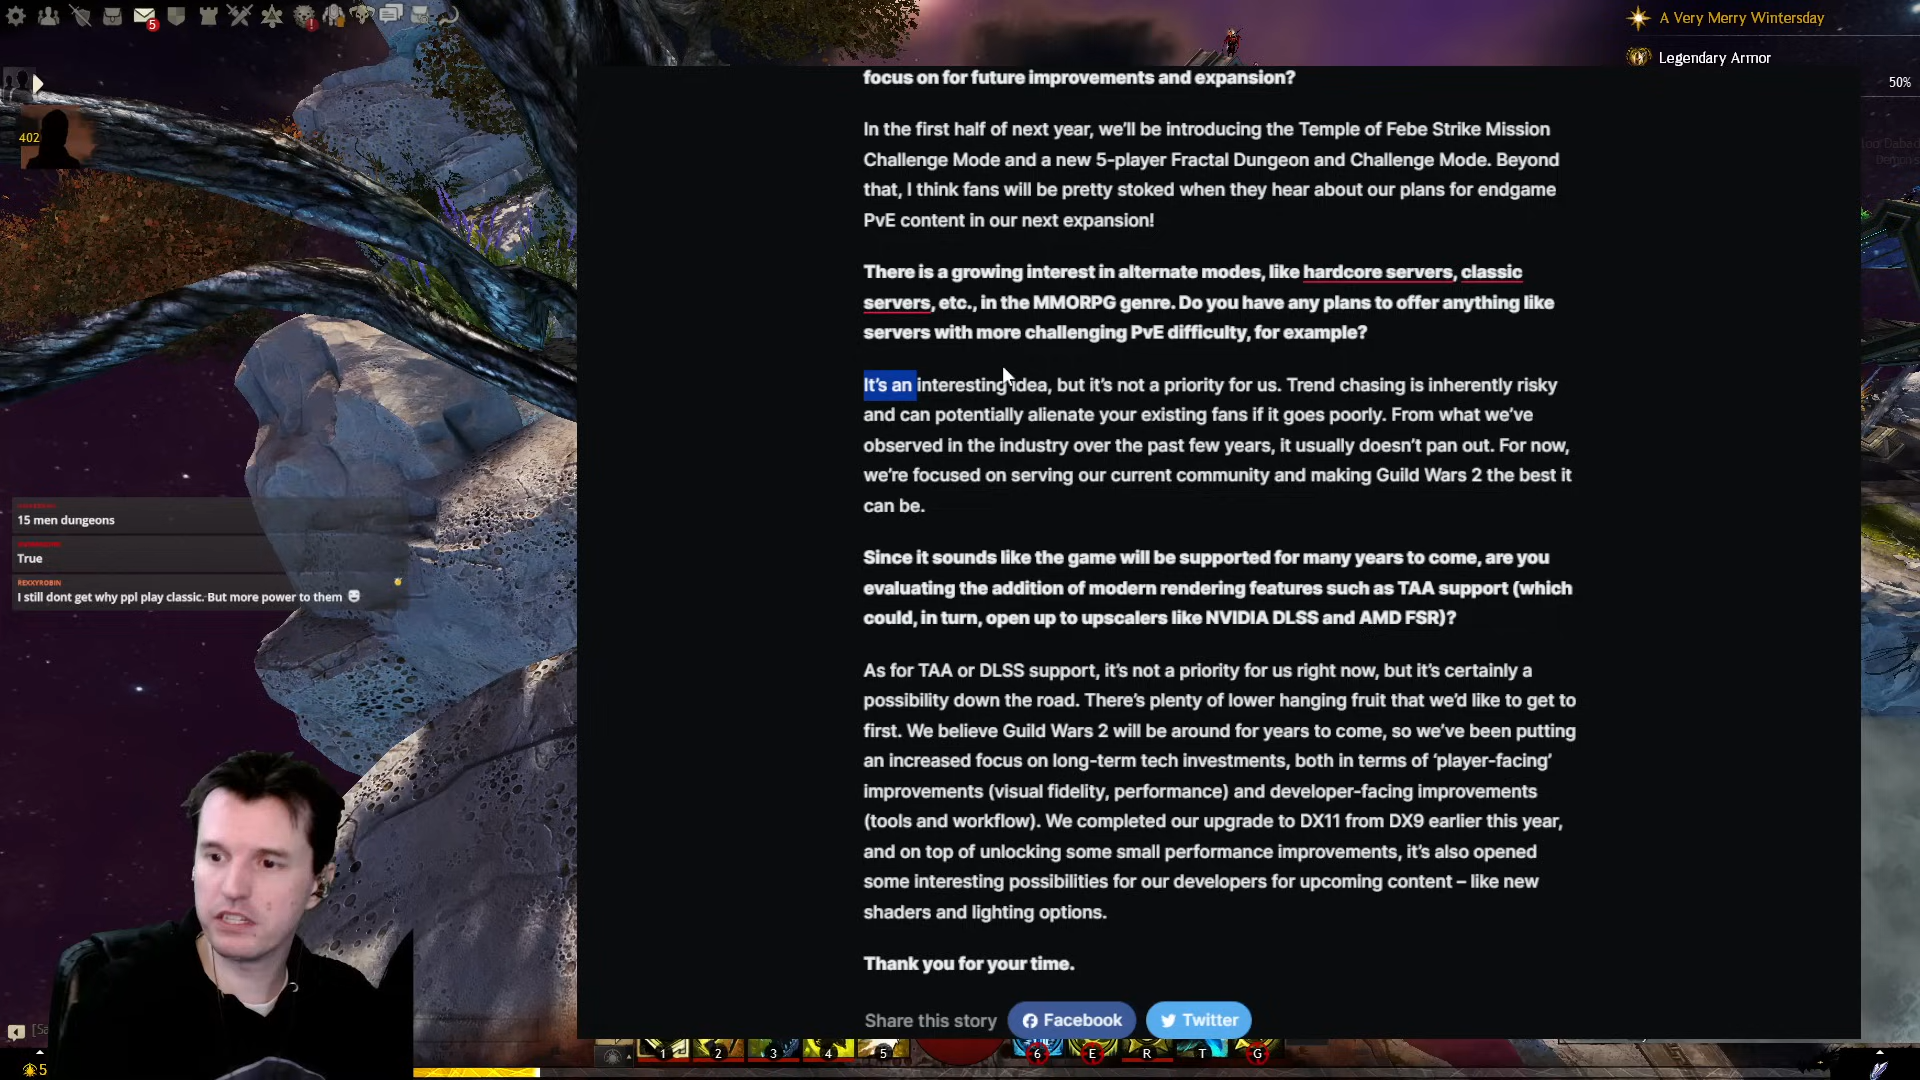 5
A Very Merry Wintersday
Legendary Armor
50%
402
focus on for future improvements and expansion?
In the first half of next year, we'll be introducing the Temple of Febe Strike Mission
Challenge Mode and a new 5-player Fractal Dungeon and Challenge Mode. Beyond
that, I think fans will be pretty stoked when they hear about our plans for endgame
PvE content in our next expansion!
There is a growing interest in alternate modes, like hardcore servers, classic
servers, etc., in the MMORPG genre. Do you have any plans to offer anything like
servers with more challenging PvE difficulty, for example?
It's an interesting idea, but it's not a priority for us. Trend chasing is inherently risky
and can potentially alienate your existing fans if it goes poorly. From what we've
observed in the industry over the past few years, it usually doesn't pan out. For now,
we're focused on serving our current community and making Guild Wars 2 the best it
can be.
15 men dungeons
True
REXXYROBIN
I still dont get why ppl play classic. But more power to them
Since it sounds like the game will be supported for many years to come, are you
evaluating the addition of modern rendering features such as TAA support (which
could, in turn, open up to upscalers like NVIDIA DLSS and AMD FSR)?
As for TAA or DLSS support, it's not a priority for us right now, but it's certainly a
possibility down the road. There's plenty of lower hanging fruit that we'd like to get to
first. We believe Guild Wars 2 will be around for years to come, so we've been putting
an increased focus on long-term tech investments, both in terms of ‘player-facing’
improvements (visual fidelity, performance) and developer-facing improvements
(tools and workflow). We completed our upgrade to DX11 from DX9 earlier this year,
and on top of unlocking some small performance improvements, it's also opened
some interesting possibilities for our developers for upcoming content – like new
shaders and lighting options.
Thank you for your time.
Share this story Facebook Twitter
1 2 3 4 5 6 E R T G
5